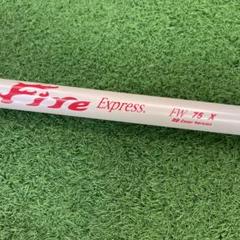 Fire Express. FW 75-X